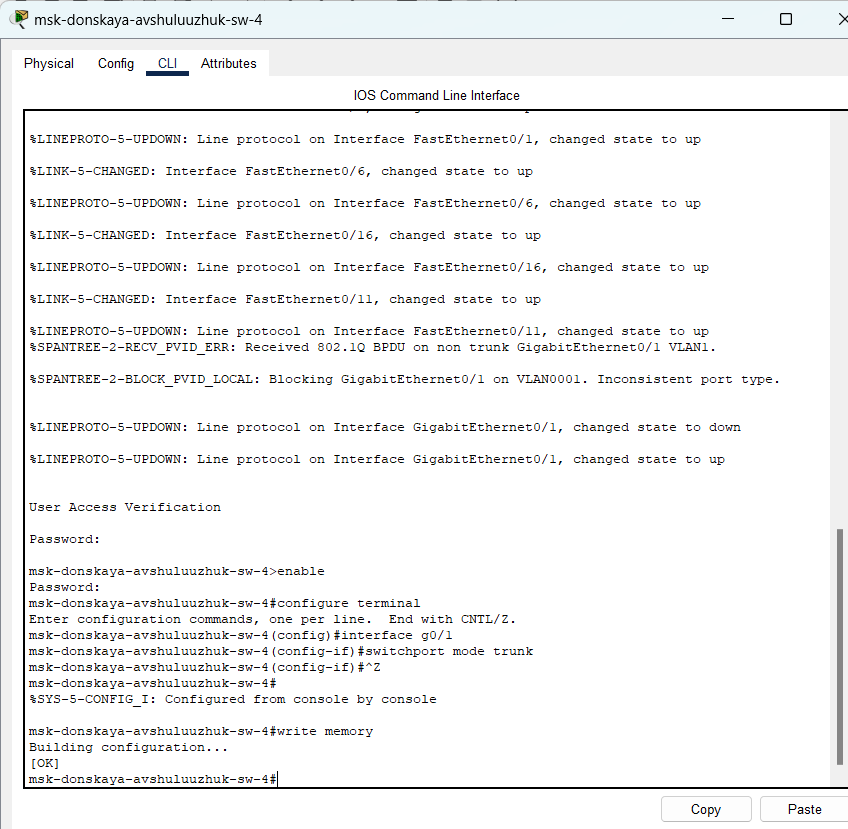 msk-donskaya-avshuluuzhuk-sw-4
Physical Config CLI Attributes
IOS Command Line Interface
%LINEPROTO-5-UPDOWN: Line protocol on Interface FastEthernet0/1, changed state to up
%LINK-5-CHANGED: Interface FastEthernet0/6, changed state to up
%LINEPROTO-5-UPDOWN: Line protocol on Interface FastEthernet0/6, changed state to up
%LINK-5-CHANGED: Interface FastEthernet0/16, changed state to up
%LINEPROTO-5-UPDOWN: Line protocol on Interface FastEthernet0/16, changed state to up
%LINK-5-CHANGED: Interface FastEthernet0/11, changed state to up
%LINEPROTO-5-UPDOWN: Line protocol on Interface FastEthernet0/11, changed state to up
%SPANTREE-2-RECV_PVID_ERR: Received 802.1Q BPDU on non trunk GigabitEthernet0/1 VLAN1.
%SPANTREE-2-BLOCK_PVID_LOCAL: Blocking GigabitEthernet0/1 on VLAN0001. Inconsistent port type.
%LINEPROTO-5-UPDOWN: Line protocol on Interface GigabitEthernet0/1, changed state to down
%LINEPROTO-5-UPDOWN: Line protocol on Interface GigabitEthernet0/1, changed state to up
User Access Verification
Password:
msk-donskaya-avshuluuzhuk-sw-4>enable
Password:
msk-donskaya-avshuluuzhuk-sw-4#configure terminal
Enter configuration commands, one per line.  End with CNTL/Z.
msk-donskaya-avshuluuzhuk-sw-4(config)#interface g0/1
msk-donskaya-avshuluuzhuk-sw-4(config-if)#switchport mode trunk
msk-donskaya-avshuluuzhuk-sw-4(config-if)#^Z
msk-donskaya-avshuluuzhuk-sw-4#
%SYS-5-CONFIG_I: Configured from console by console
msk-donskaya-avshuluuzhuk-sw-4#write memory
Building configuration...
[OK]
msk-donskaya-avshuluuzhuk-sw-4#
Copy Paste